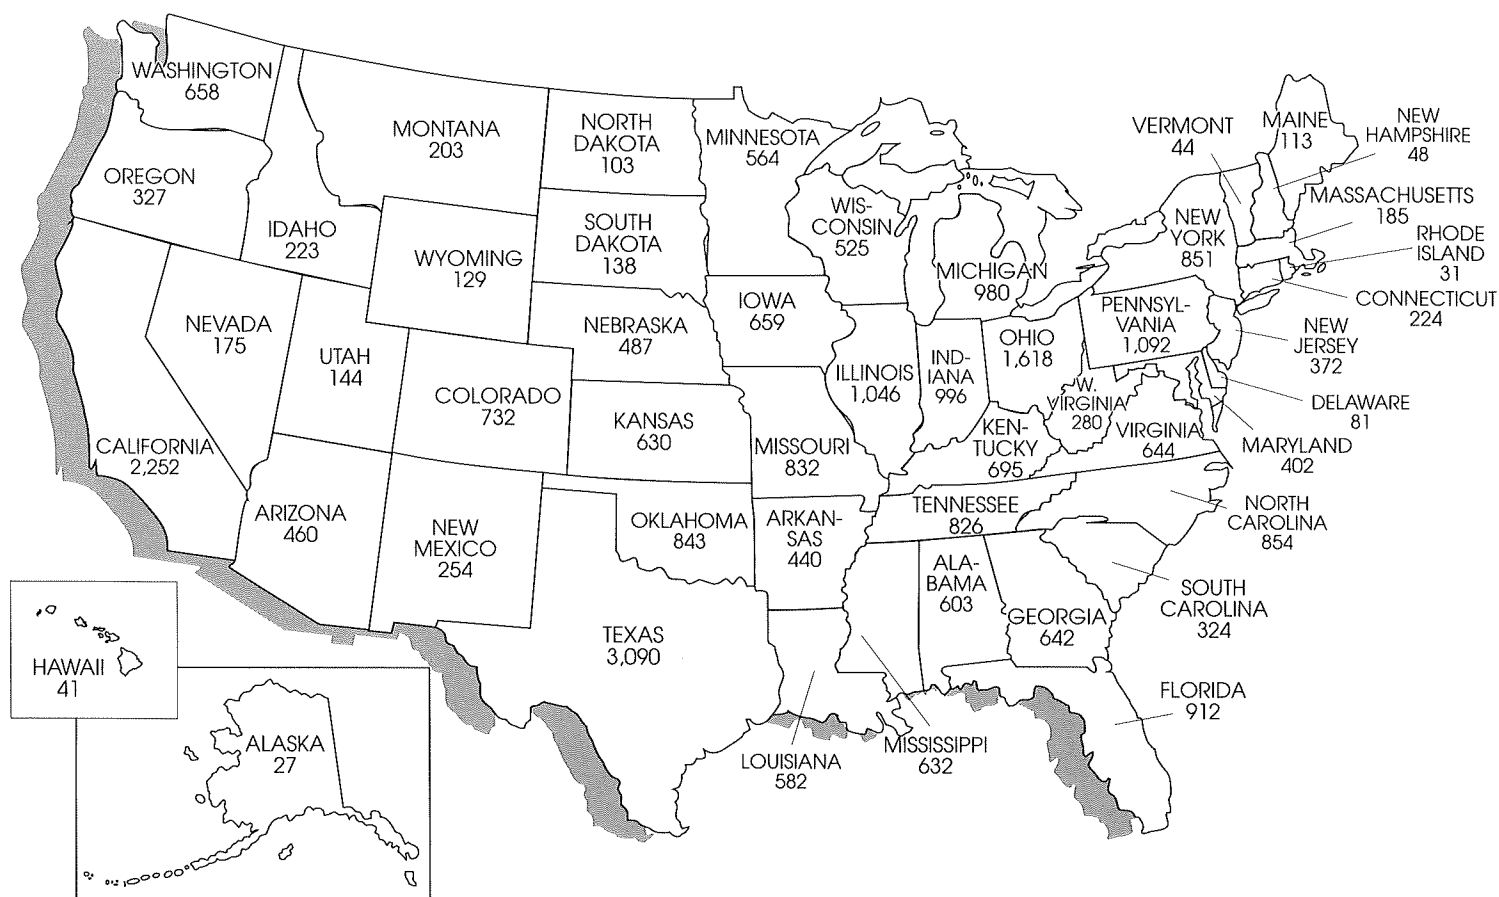 WASHINGTON
658
OREGON
327
CALIFORNIA
2,252
IDAHO
223
NEVADA
175
MONTANA
203
WYOMING
129
UTAH
144
COLORADO
732
ARIZONA
460
NEW
MEXICO
254
NORTH
DAKOTA
103
SOUTH
DAKOTA
138
NEBRASKA
487
KANSAS
630
OKLAHOMA
843
TEXAS
3,090
MINNESOTA
564
IOWA
659
MISSOURI
832
ARKAN-
SAS
440
LOUISIANA
582
WIS-
CONSIN
525
ILLINOIS
1,046
MICHIGAN
980
IND-
IANA
996
OHIO
1,618
KEN-
TUCKY
695
TENNESSEE
826
MISSISSIPPI
632
ALA-
BAMA
603
GEORGIA
642
FLORIDA
912
SOUTH
CAROLINA
324
NORTH
CAROLINA
854
W.
VIRGINIA
280
VIRGINIA
644
MARYLAND
402
DELAWARE
81
PENNSYL-
VANIA
1,092
NEW
JERSEY
372
NEW
YORK
851
CONNECTICUT
224
RHODE
ISLAND
31
MASSACHUSETTS
185
VERMONT
44
NEW
HAMPSHIRE
48
MAINE
113
HAWAII
41
ALASKA
27